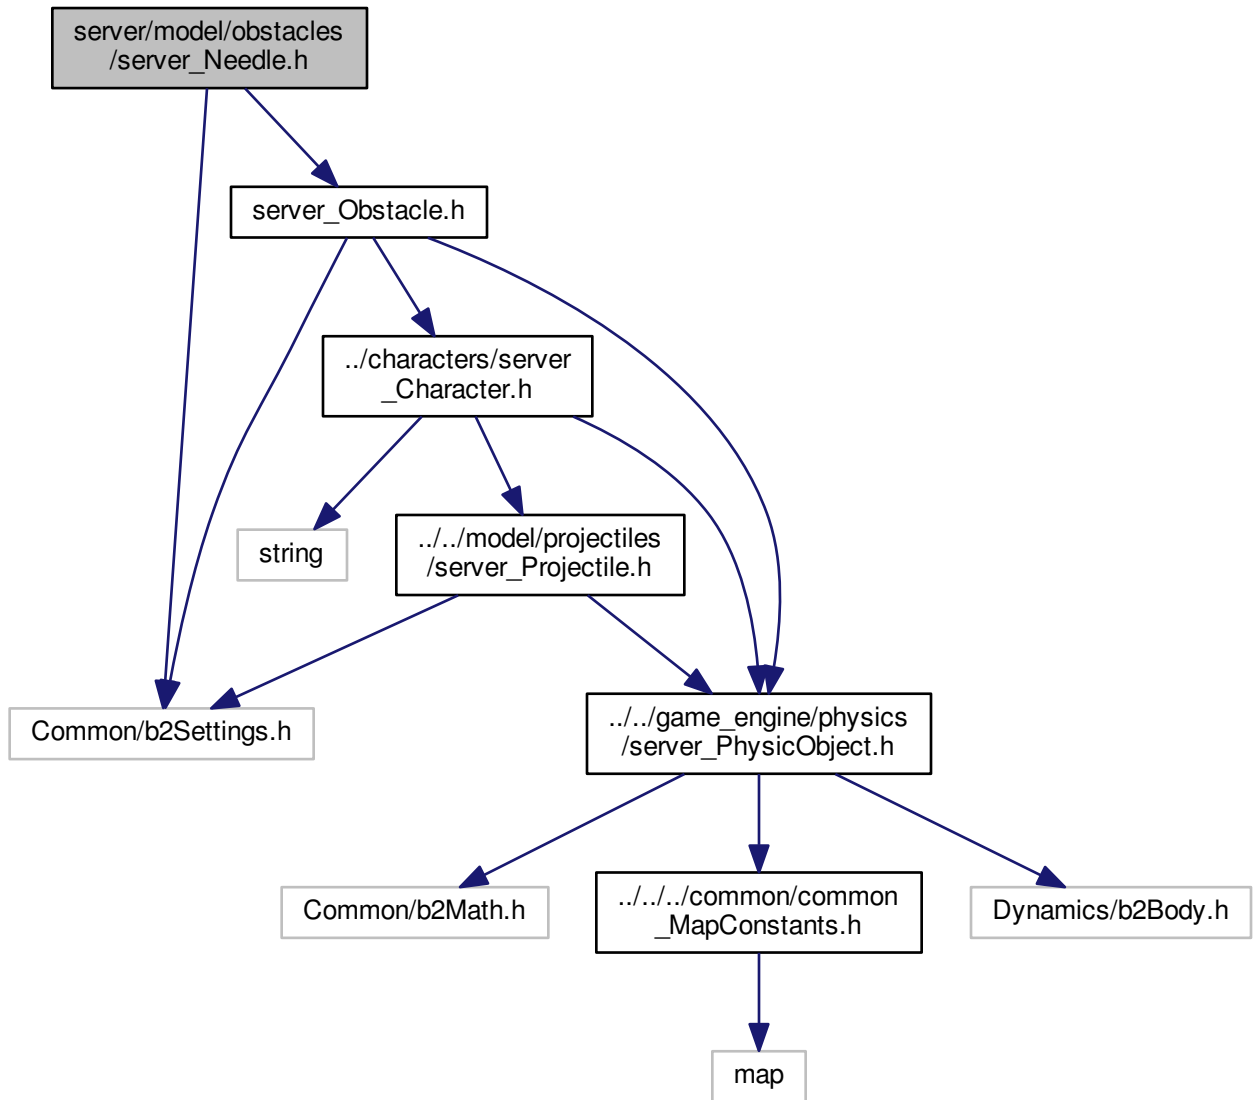 server/model/obstacles
/server_Needle.h
server_Obstacle.h
../characters/server
_Character.h
string
../../model/projectiles
/server_Projectile.h
Common/b2Settings.h
../../game_engine/physics
/server_PhysicObject.h
Common/b2Math.h
../../../common/common
_MapConstants.h
Dynamics/b2Body.h
map